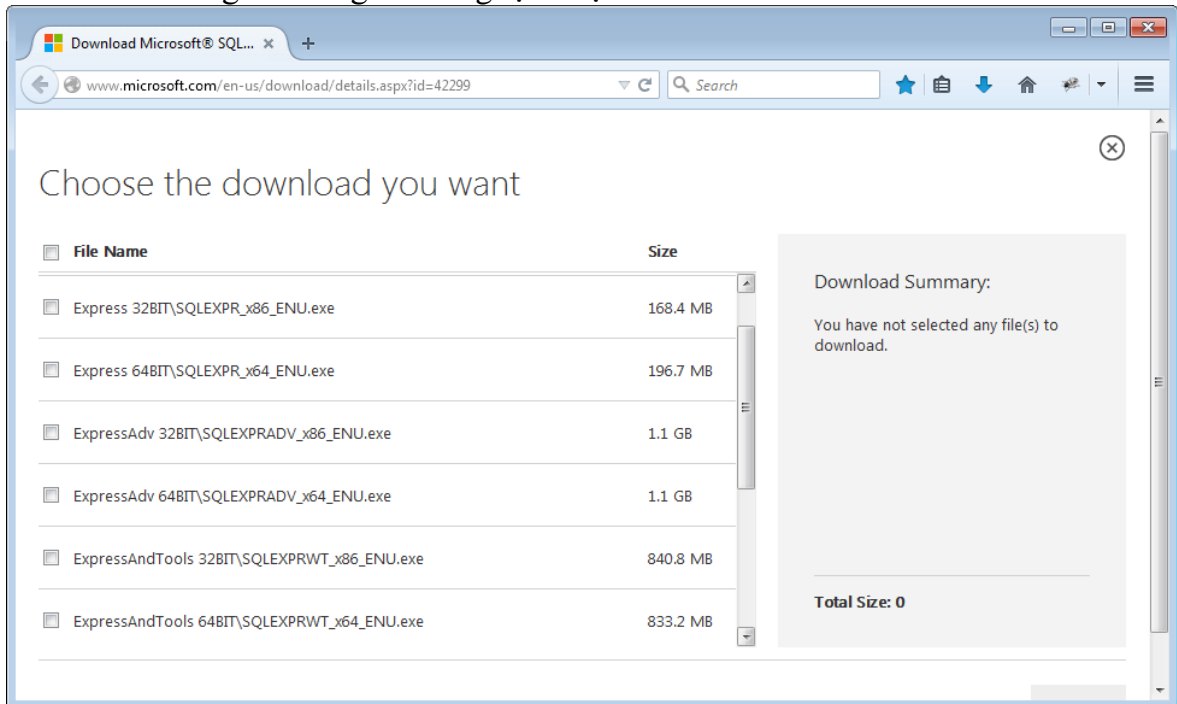 Download Microsoft® SQL...
www.microsoft.com/en-us/download/details.aspx?id=42299
Search
Choose the download you want
File Name Size
Express 32BIT\SQLEXPR_x86_ENU.exe 168.4 MB
Express 64BIT\SQLEXPR_x64_ENU.exe 196.7 MB
ExpressAdv 32BIT\SQLEXPRADV_x86_ENU.exe 1.1 GB
ExpressAdv 64BIT\SQLEXPRADV_x64_ENU.exe 1.1 GB
ExpressAndTools 32BIT\SQLEXPRWT_x86_ENU.exe 840.8 MB
ExpressAndTools 64BIT\SQLEXPRWT_x64_ENU.exe 833.2 MB
Download Summary:
You have not selected any file(s) to
download.
Total Size: 0